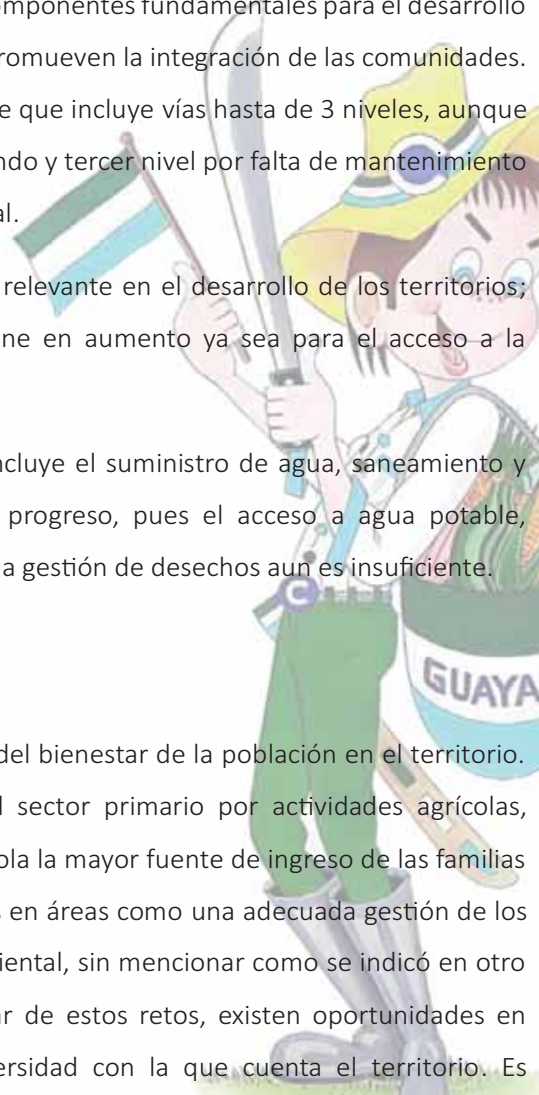 omponentes fundamentales para el desarrollo
romueven la integración de las comunidades.
e que incluye vías hasta de 3 niveles, aunque
ndo y tercer nivel por falta de mantenimiento
al.
relevante en el desarrollo de los territorios;
ne en aumento ya sea para el acceso a la
ncluye el suministro de agua, saneamiento y
progreso, pues el acceso a agua potable,
a gestión de desechos aun es insuficiente.
C
GUAYA
del bienestar de la población en el territorio.
l sector primario por actividades agrícolas,
ola la mayor fuente de ingreso de las familias
s en áreas como una adecuada gestión de los
iental, sin mencionar como se indicó en otro
ar de estos retos, existen oportunidades en
ersidad con la que cuenta el territorio. Es